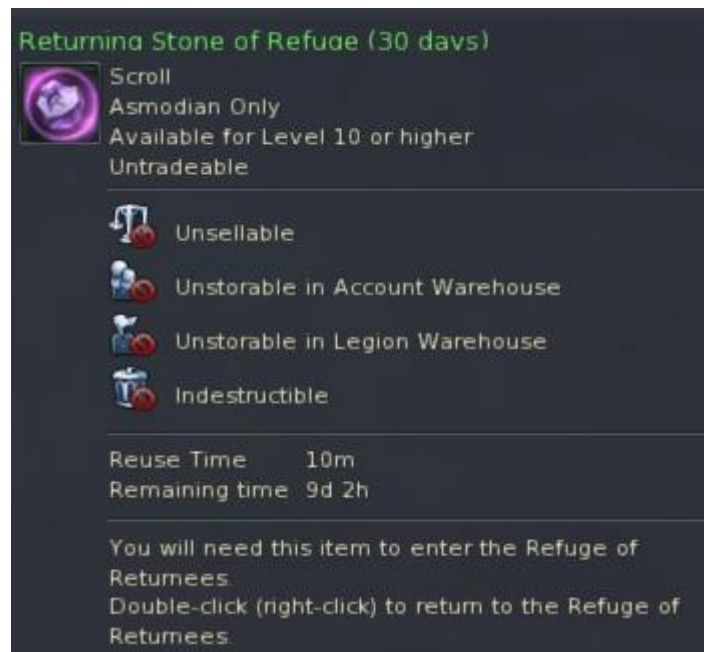 Returning Stone of Refuge (30 days)
Scroll
Asmodian Only
Available for Level 10 or higher
Untradeable
Unsellable
Unstorable in Account Warehouse
Unstorable in Legion Warehouse
Indestructible
Reuse Time 10m
Remaining time 9d 2h
You will need this item to enter the Refuge of
Returnees.
Double-click (right-click) to return to the Refuge of
Returnees.